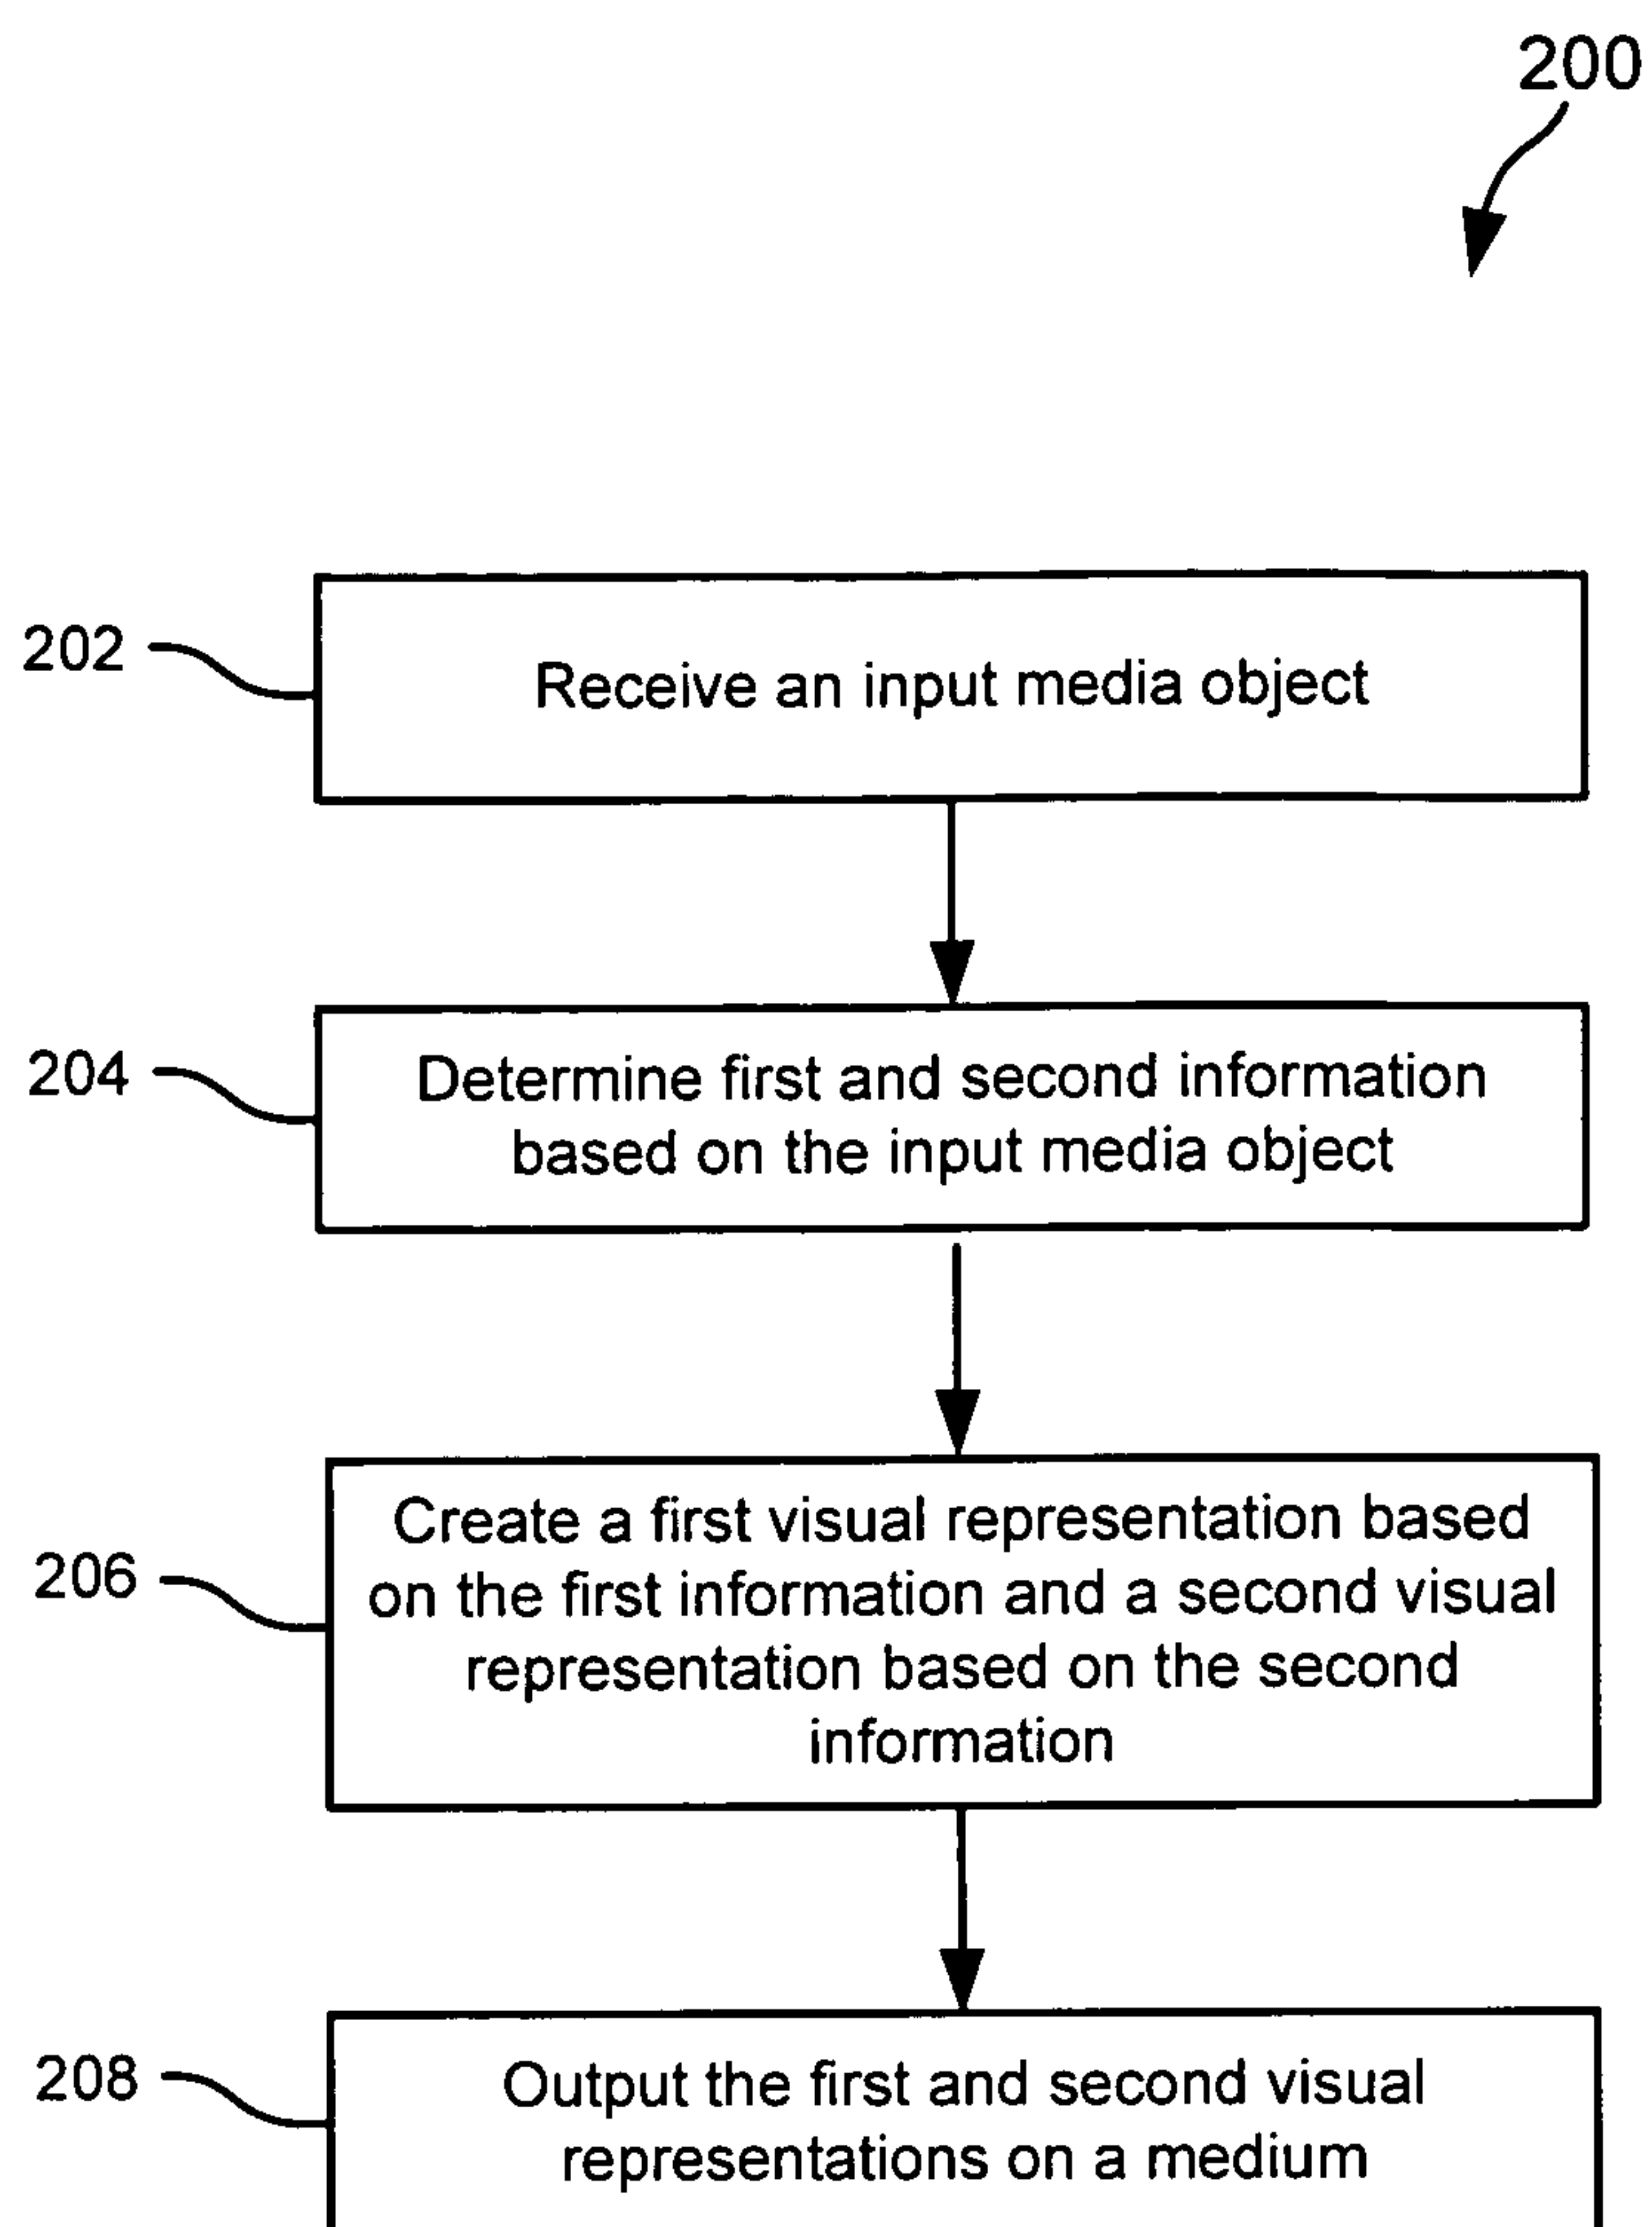 200
202
Receive an input media object
204
Determine first and second information
based on the input media object
206
Create a first visual representation based
on the first information and a second visual
representation based on the second
information
208
Output the first and second visual
representations on a medium